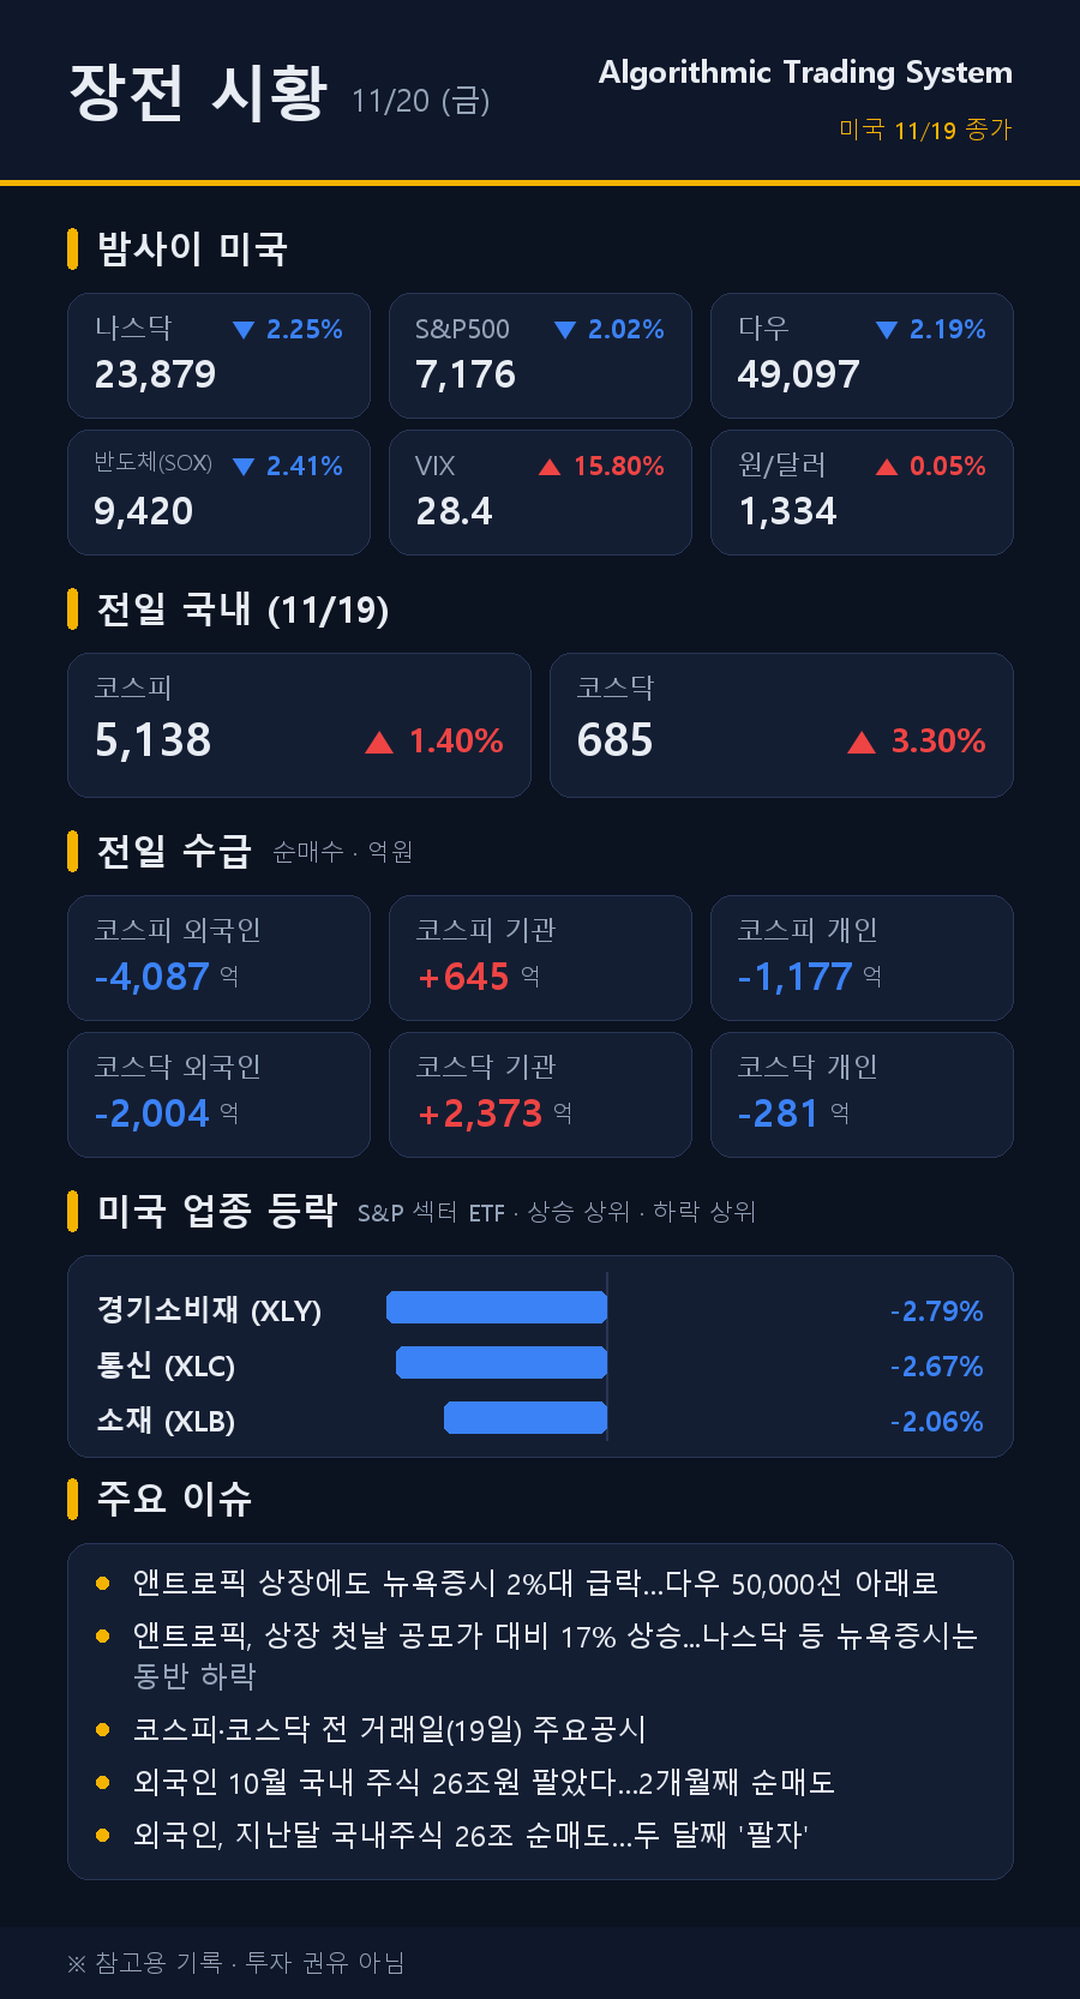 장전 시황 11/20 (금)
Algorithmic Trading System
미국 11/19 종가
밤사이 미국
나스닥 ▼ 2.25%
23,879
S&P500 ▼ 2.02%
7,176
다우 ▼ 2.19%
49,097
반도체(SOX) ▼ 2.41%
9,420
VIX ▲ 15.80%
28.4
원/달러 ▲ 0.05%
1,334
전일 국내 (11/19)
코스피
5,138 ▲ 1.40%
코스닥
685 ▲ 3.30%
전일 수급 순매수 · 억원
코스피 외국인
-4,087 억
코스피 기관
+645 억
코스피 개인
-1,177 억
코스닥 외국인
-2,004 억
코스닥 기관
+2,373 억
코스닥 개인
-281 억
미국 업종 등락 S&P 섹터 ETF · 상승 상위 · 하락 상위
경기소비재 (XLY) -2.79%
통신 (XLC) -2.67%
소재 (XLB) -2.06%
주요 이슈
앤트로픽 상장에도 뉴욕증시 2%대 급락…다우 50,000선 아래로
앤트로픽, 상장 첫날 공모가 대비 17% 상승…나스닥 등 뉴욕증시는
동반 하락
코스피·코스닥 전 거래일(19일) 주요공시
외국인 10월 국내 주식 26조원 팔았다…2개월째 순매도
외국인, 지난달 국내주식 26조 순매도…두 달째 '팔자'
※ 참고용 기록 · 투자 권유 아님